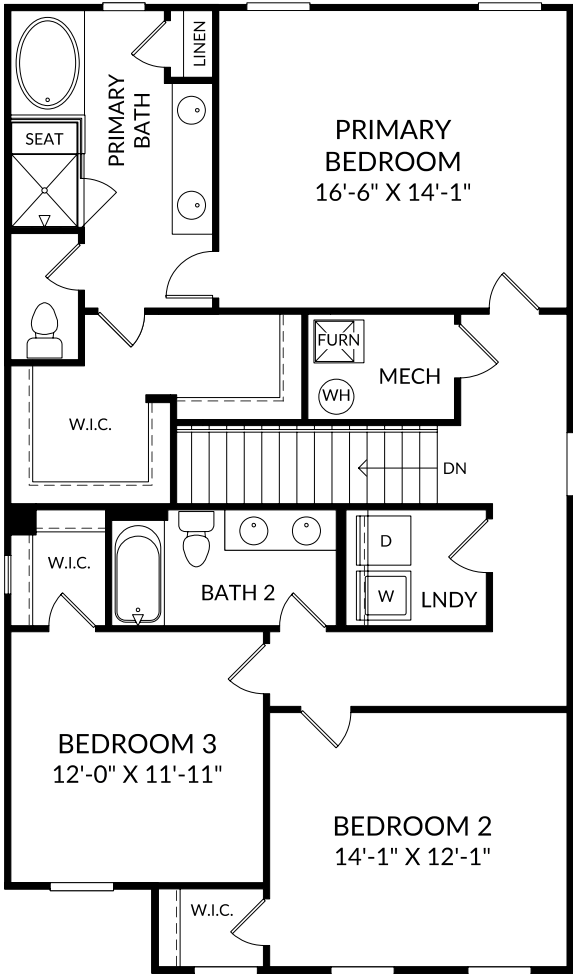 LINEN
PRIMARY
BATH
SEAT
PRIMARY
BEDROOM
16'-6" X 14'-1"
FURN
MECH
WH
W.I.C.
DN
D
W.I.C.
BATH 2
W
LNDY
BEDROOM 3
12'-0" X 11'-11"
BEDROOM 2
14'-1" X 12'-1"
W.I.C.